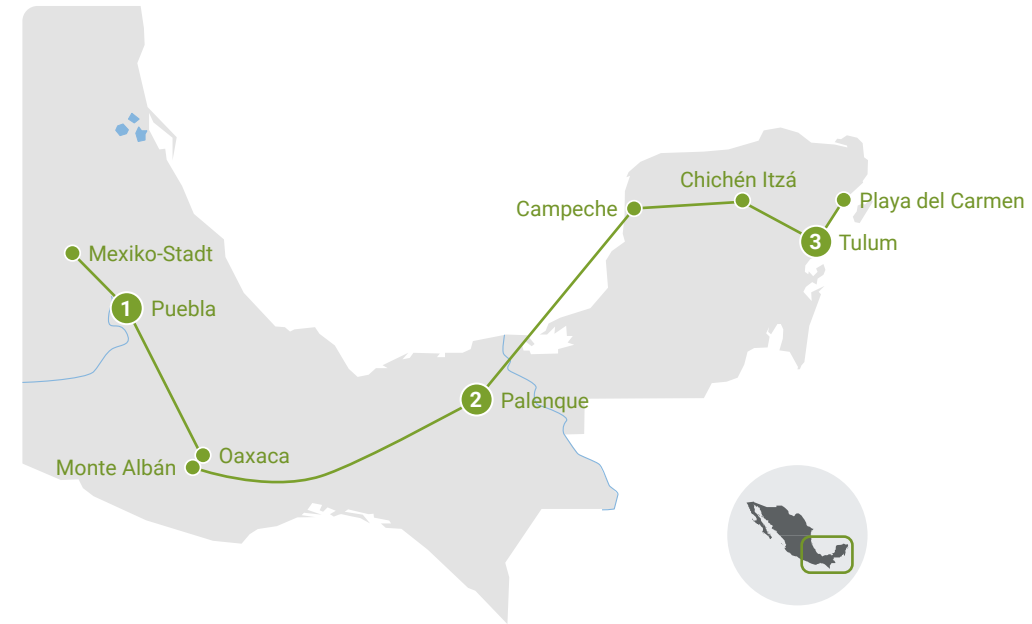 Chichén Itzá
Campeche
Playa del Carmen
3 Tulum
Mexiko-Stadt
1 Puebla
2 Palenque
Oaxaca
Monte Albán